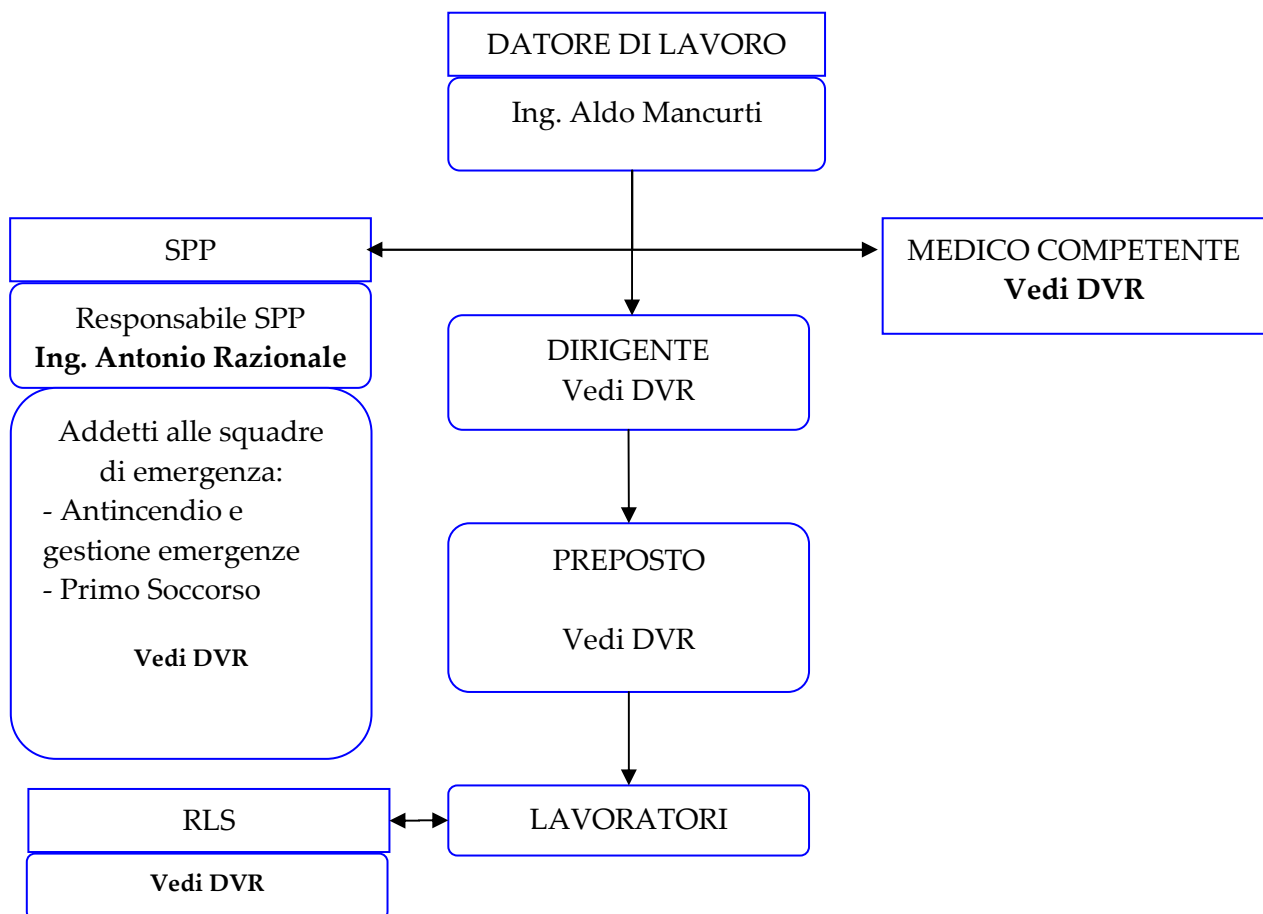 DATORE DI LAVORO
Ing. Aldo Mancurti
SPP
Responsabile SPP
Ing. Antonio Razionale
Addetti alle squadre
di emergenza:
- Antincendio e
gestione emergenze
- Primo Soccorso
Vedi DVR
MEDICO COMPETENTE
Vedi DVR
DIRIGENTE
Vedi DVR
PREPOSTO
Vedi DVR
RLS
Vedi DVR
LAVORATORI